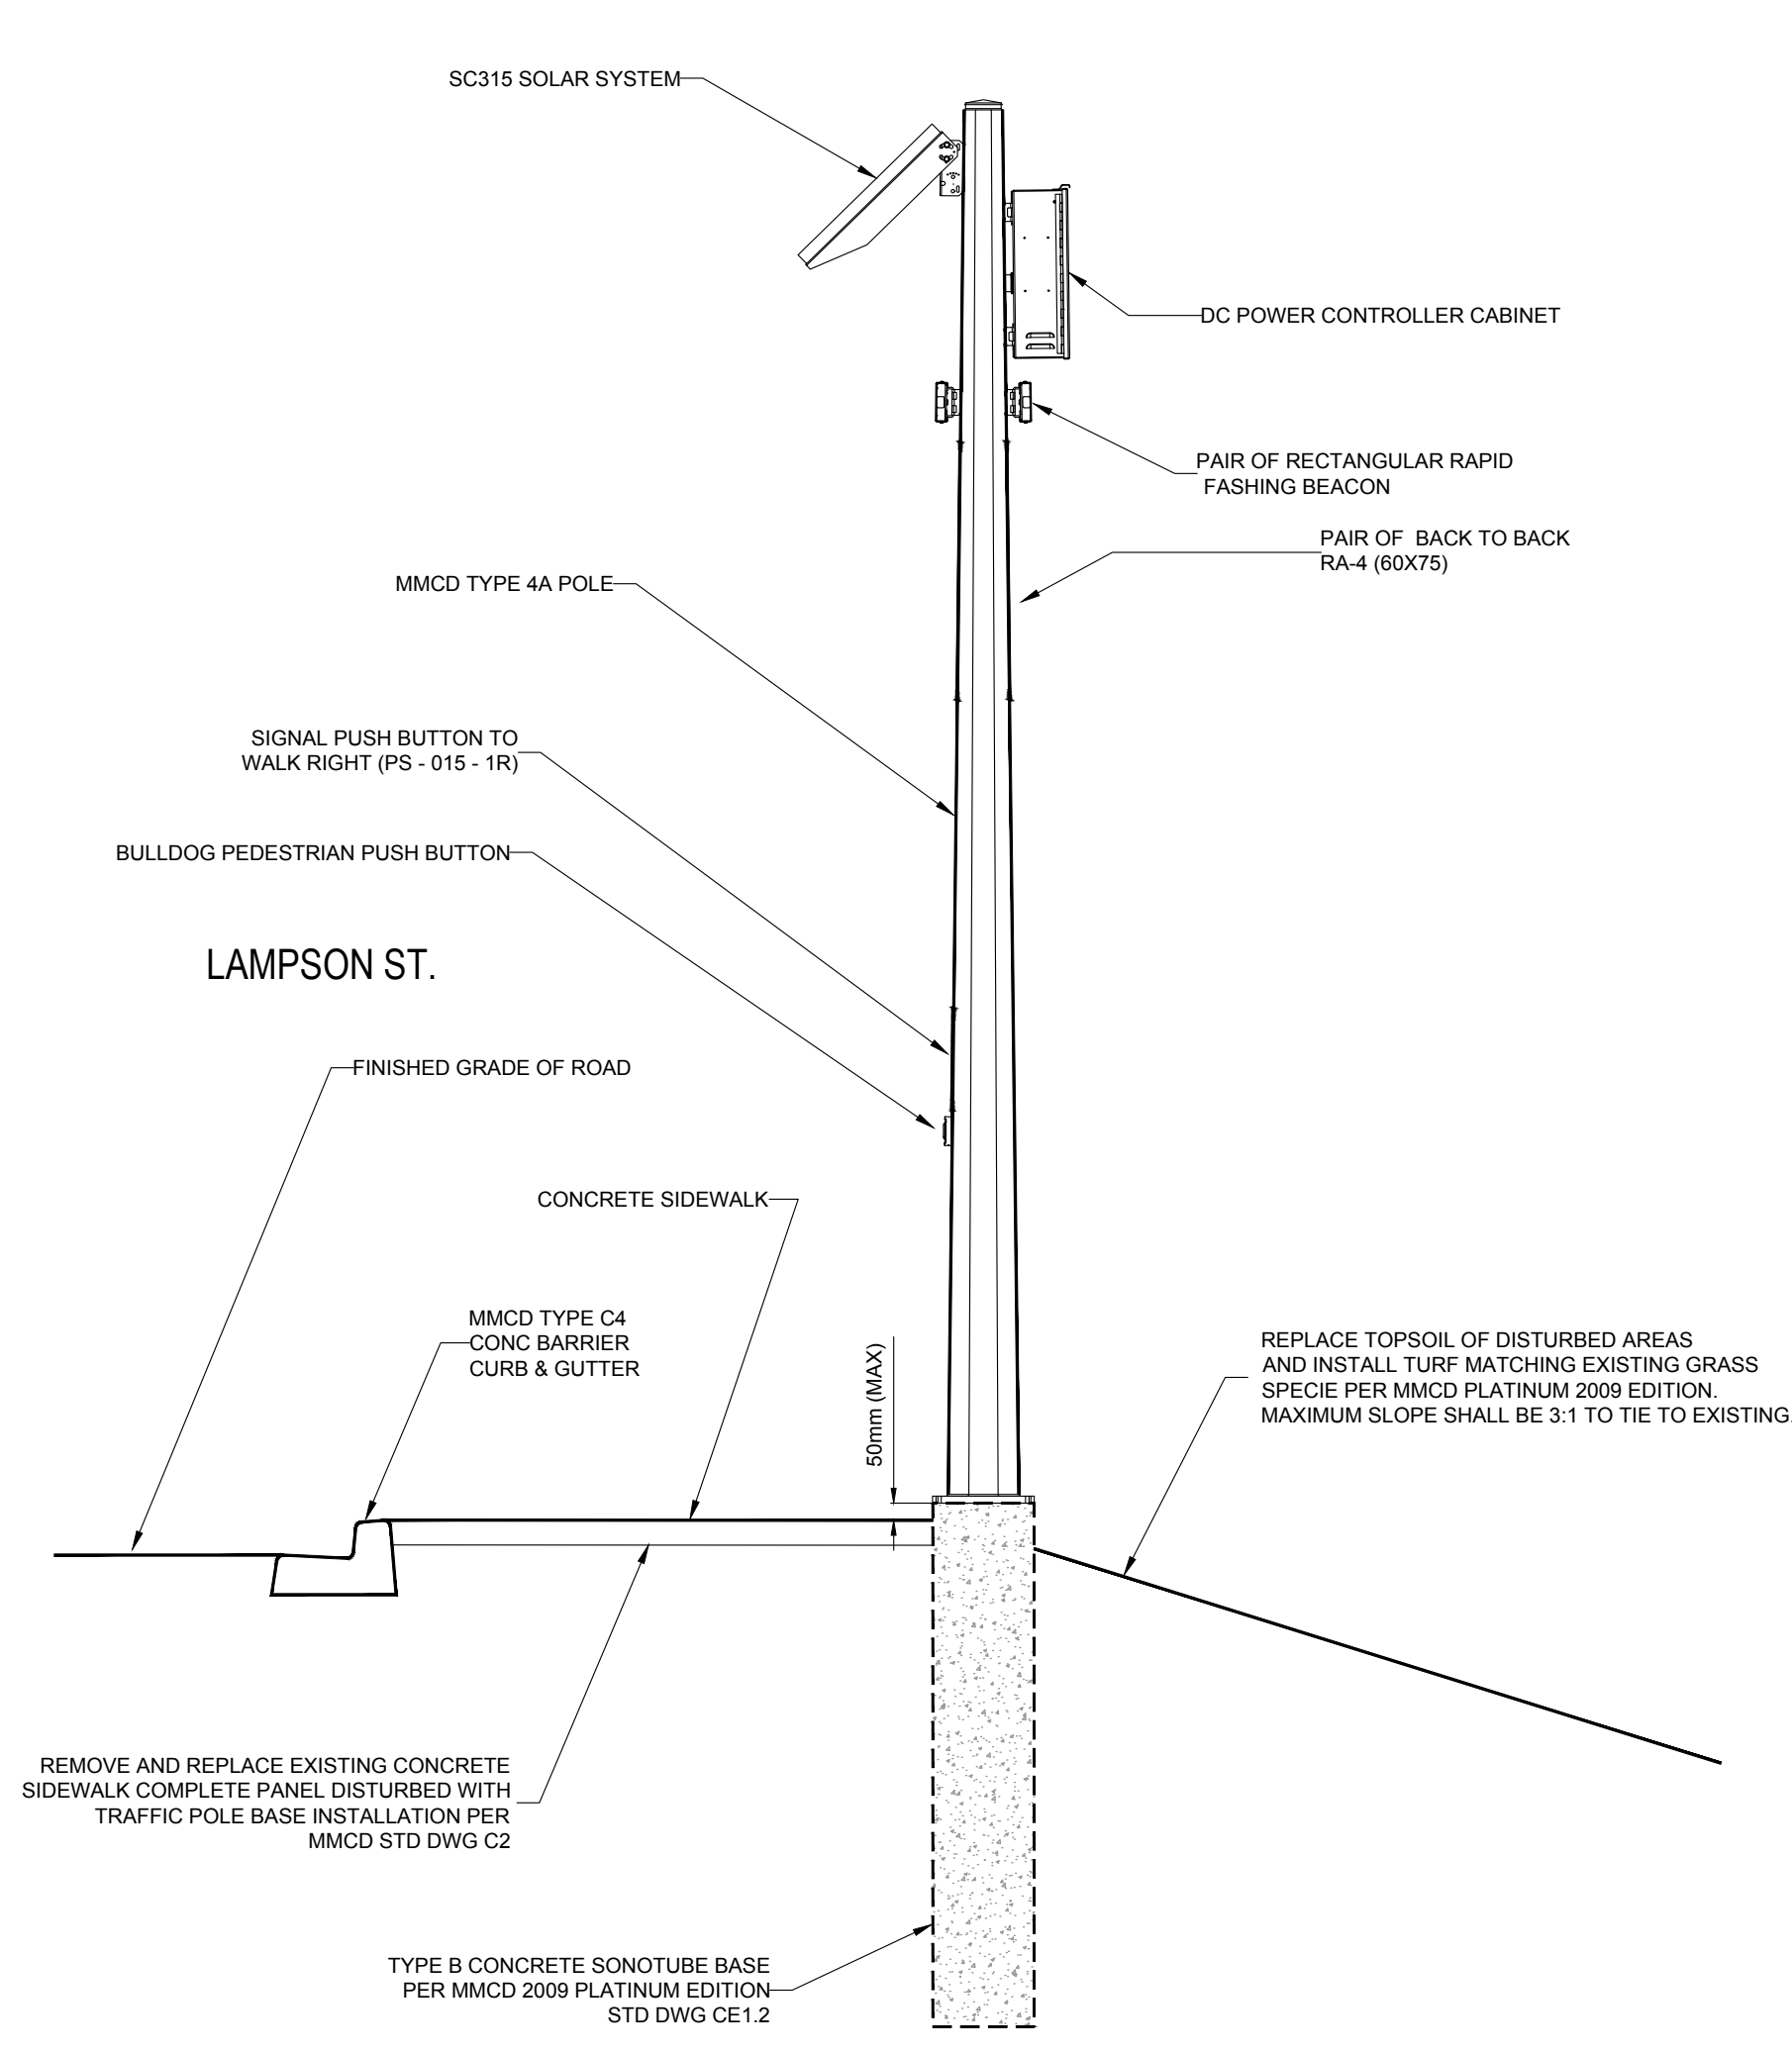 SC315 SOLAR SYSTEM
DC POWER CONTROLLER CABINET
PAIR OF RECTANGULAR RAPID
FASHING BEACON
PAIR OF BACK TO BACK
RA-4 (60X75)
MMCD TYPE 4A POLE
SIGNAL PUSH BUTTON TO
WALK RIGHT (PS - 015 - 1R)
BULLDOG PEDESTRIAN PUSH BUTTON
LAMPSON ST.
FINISHED GRADE OF ROAD
CONCRETE SIDEWALK
MMCD TYPE C4
CONC BARRIER
CURB & GUTTER
50mm (MAX)
REPLACE TOPSOIL OF DISTURBED AREAS
AND INSTALL TURF MATCHING EXISTING GRASS
SPECIE PER MMCD PLATINUM 2009 EDITION.
MAXIMUM SLOPE SHALL BE 3:1 TO TIE TO EXISTING.
REMOVE AND REPLACE EXISTING CONCRETE
SIDEWALK COMPLETE PANEL DISTURBED WITH
TRAFFIC POLE BASE INSTALLATION PER
MMCD STD DWG C2
TYPE B CONCRETE SONOTUBE BASE
PER MMCD 2009 PLATINUM EDITION
STD DWG CE1.2